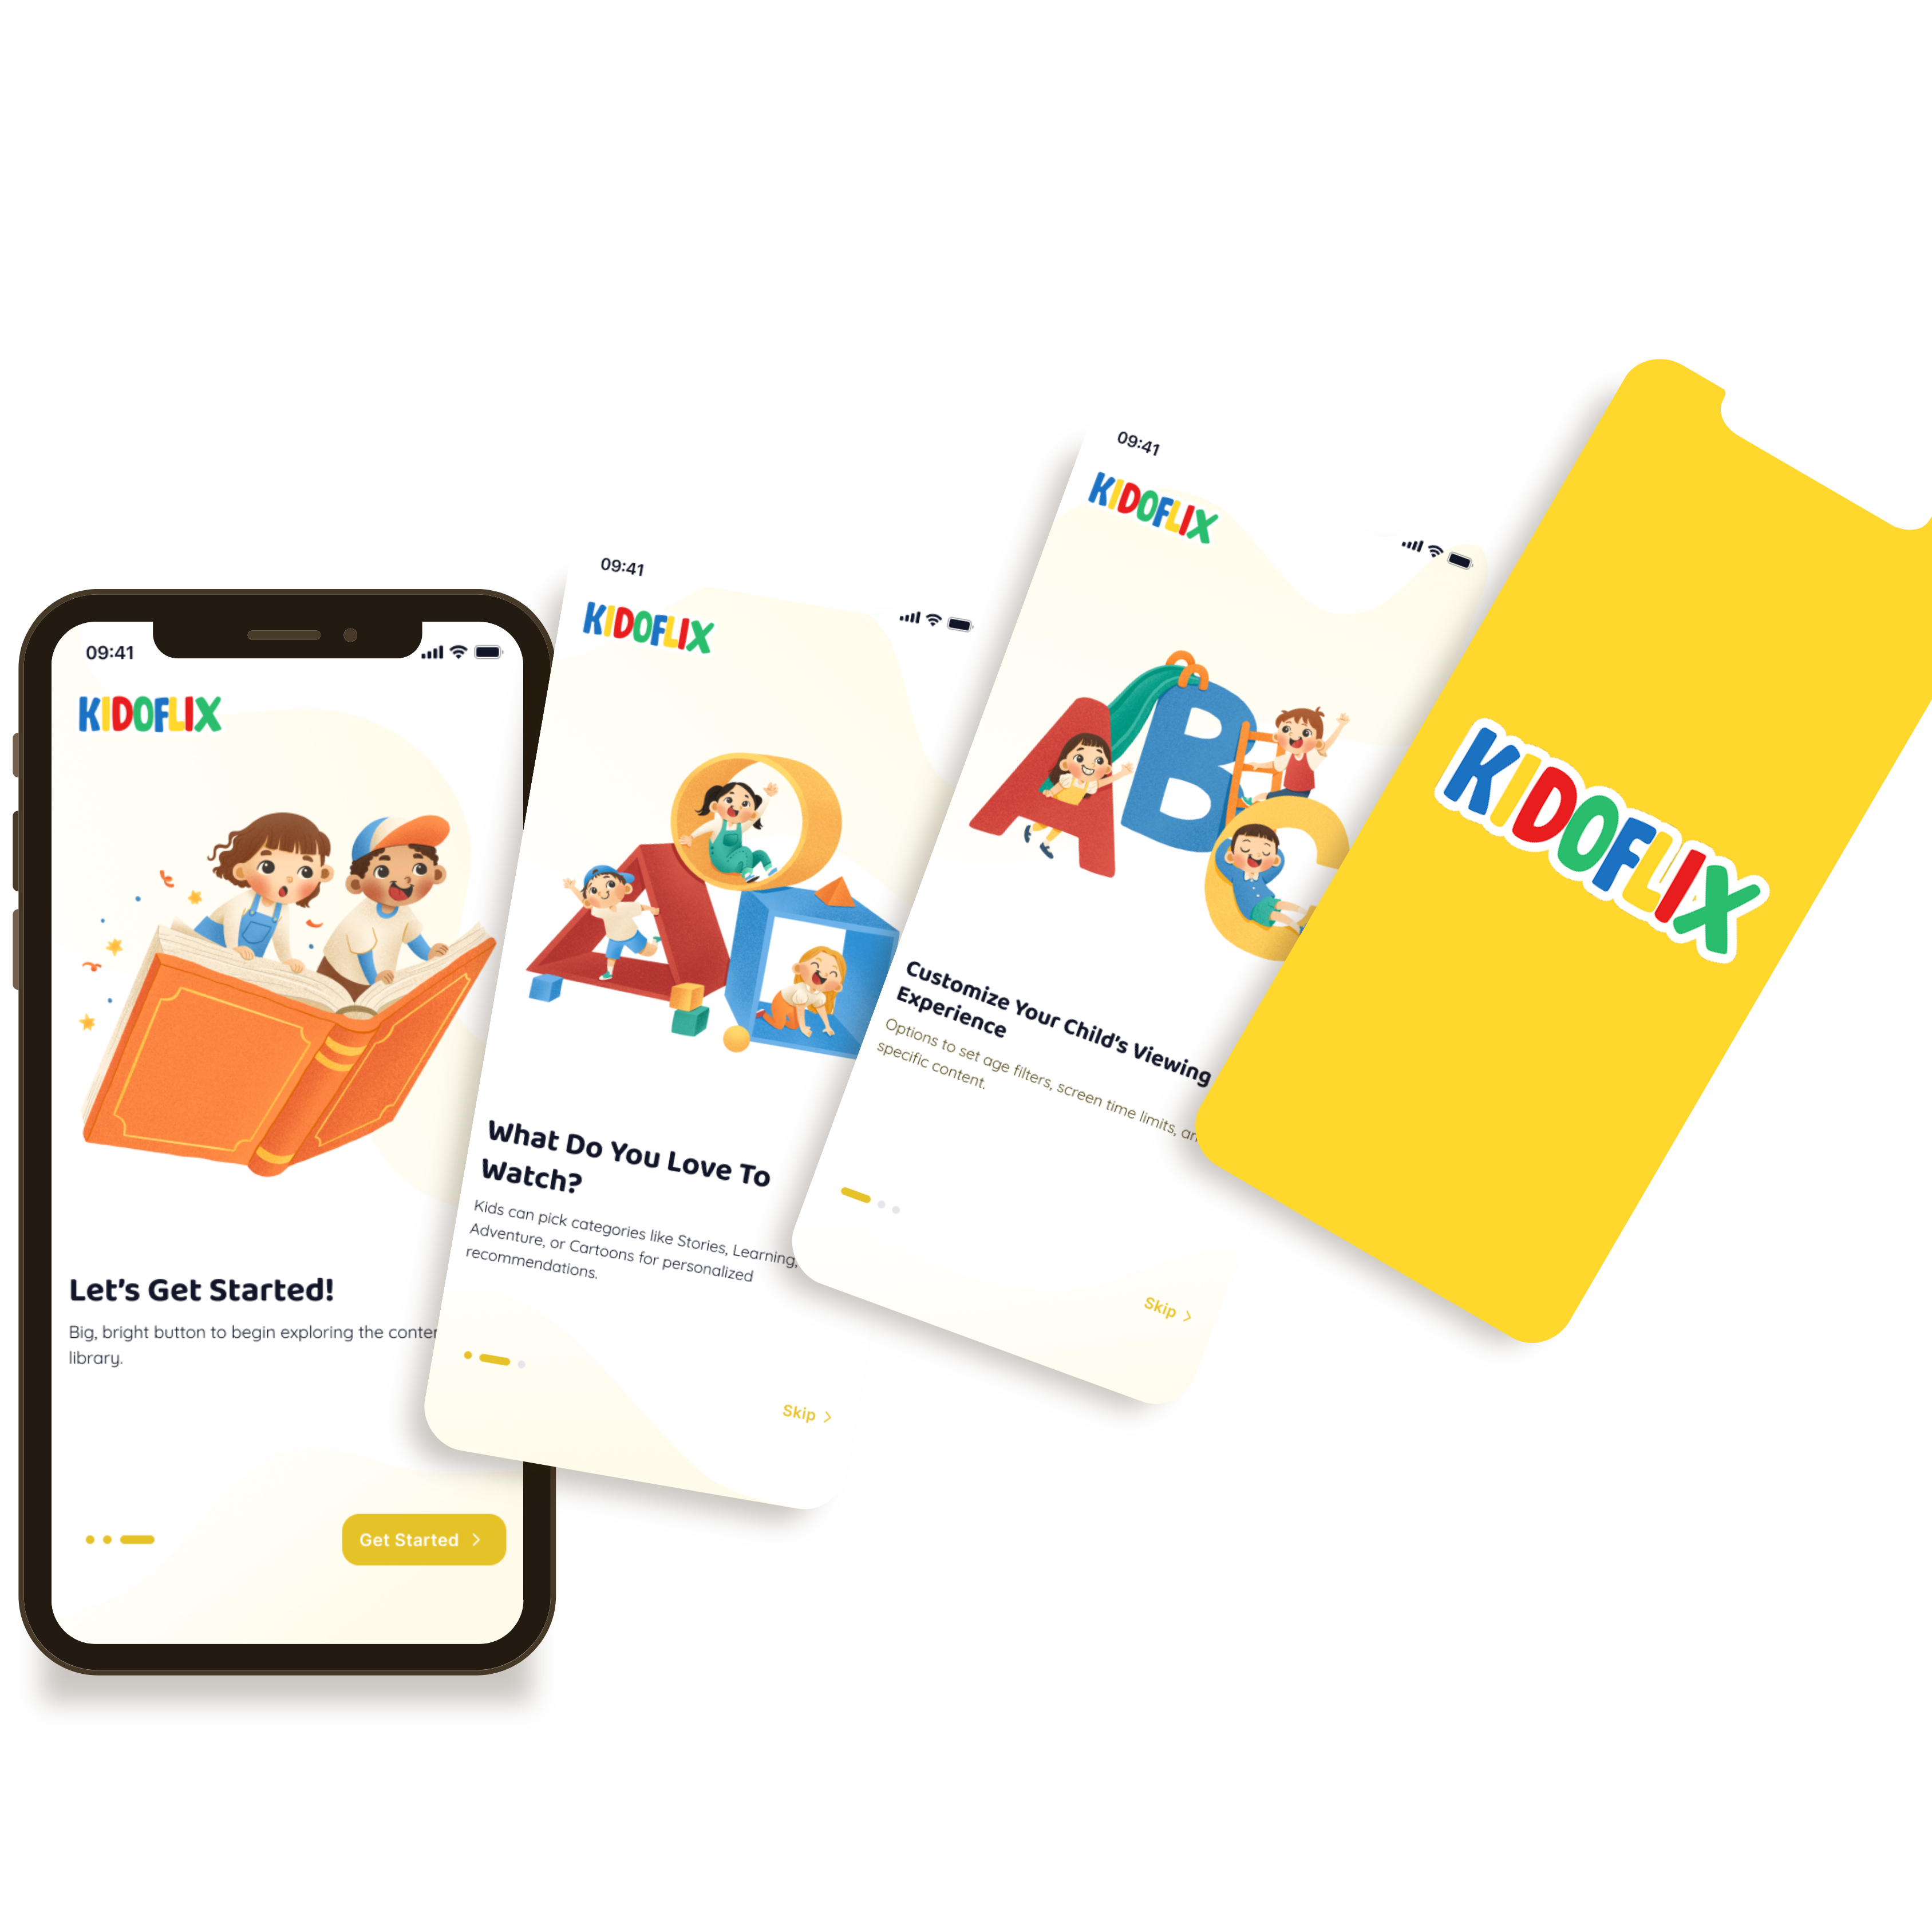 09:41
KIDOFLIX
Let's Get Started!
Big, bright button to begin exploring the
library.
Get Started
09:41
KIDOFLIX
What Do You Love To
Watch?
Kids can pick categories like Stories, Learning,
Adventure, or Cartoons for personalized
recommendations.
Skip
09:41
KIDOFLIX
ABC
Customize Your Child's Viewing
Experience
Options to set age filters, screen time limits,
specific content.
Skip
KIDOFLIX